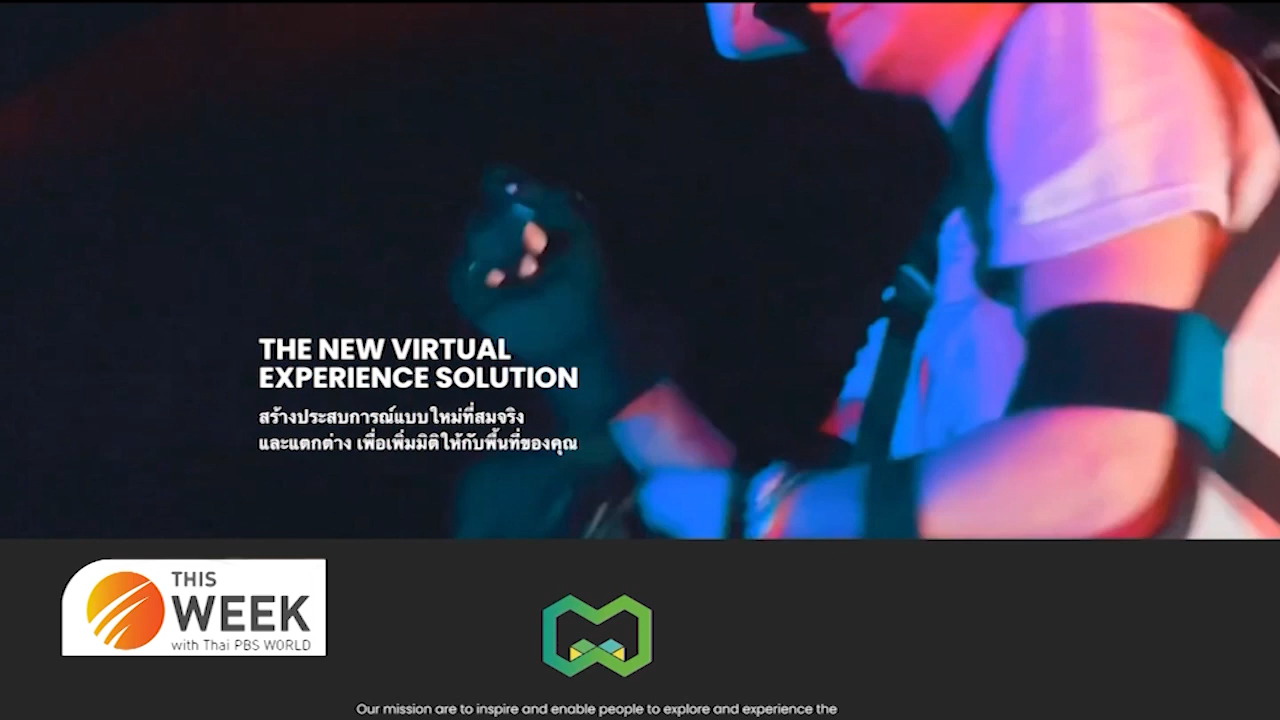 THE NEW VIRTUAL
EXPERIENCE SOLUTION
สร้างประสบการณ์แบบใหม่ที่สมจริง
และแตกต่าง เพื่อเพิ่มมิติให้กับพื้นที่ของคุณ
THIS
WEEK
with Thai PBS WORLD
Our mission are to inspire and enable people to explore and experience the